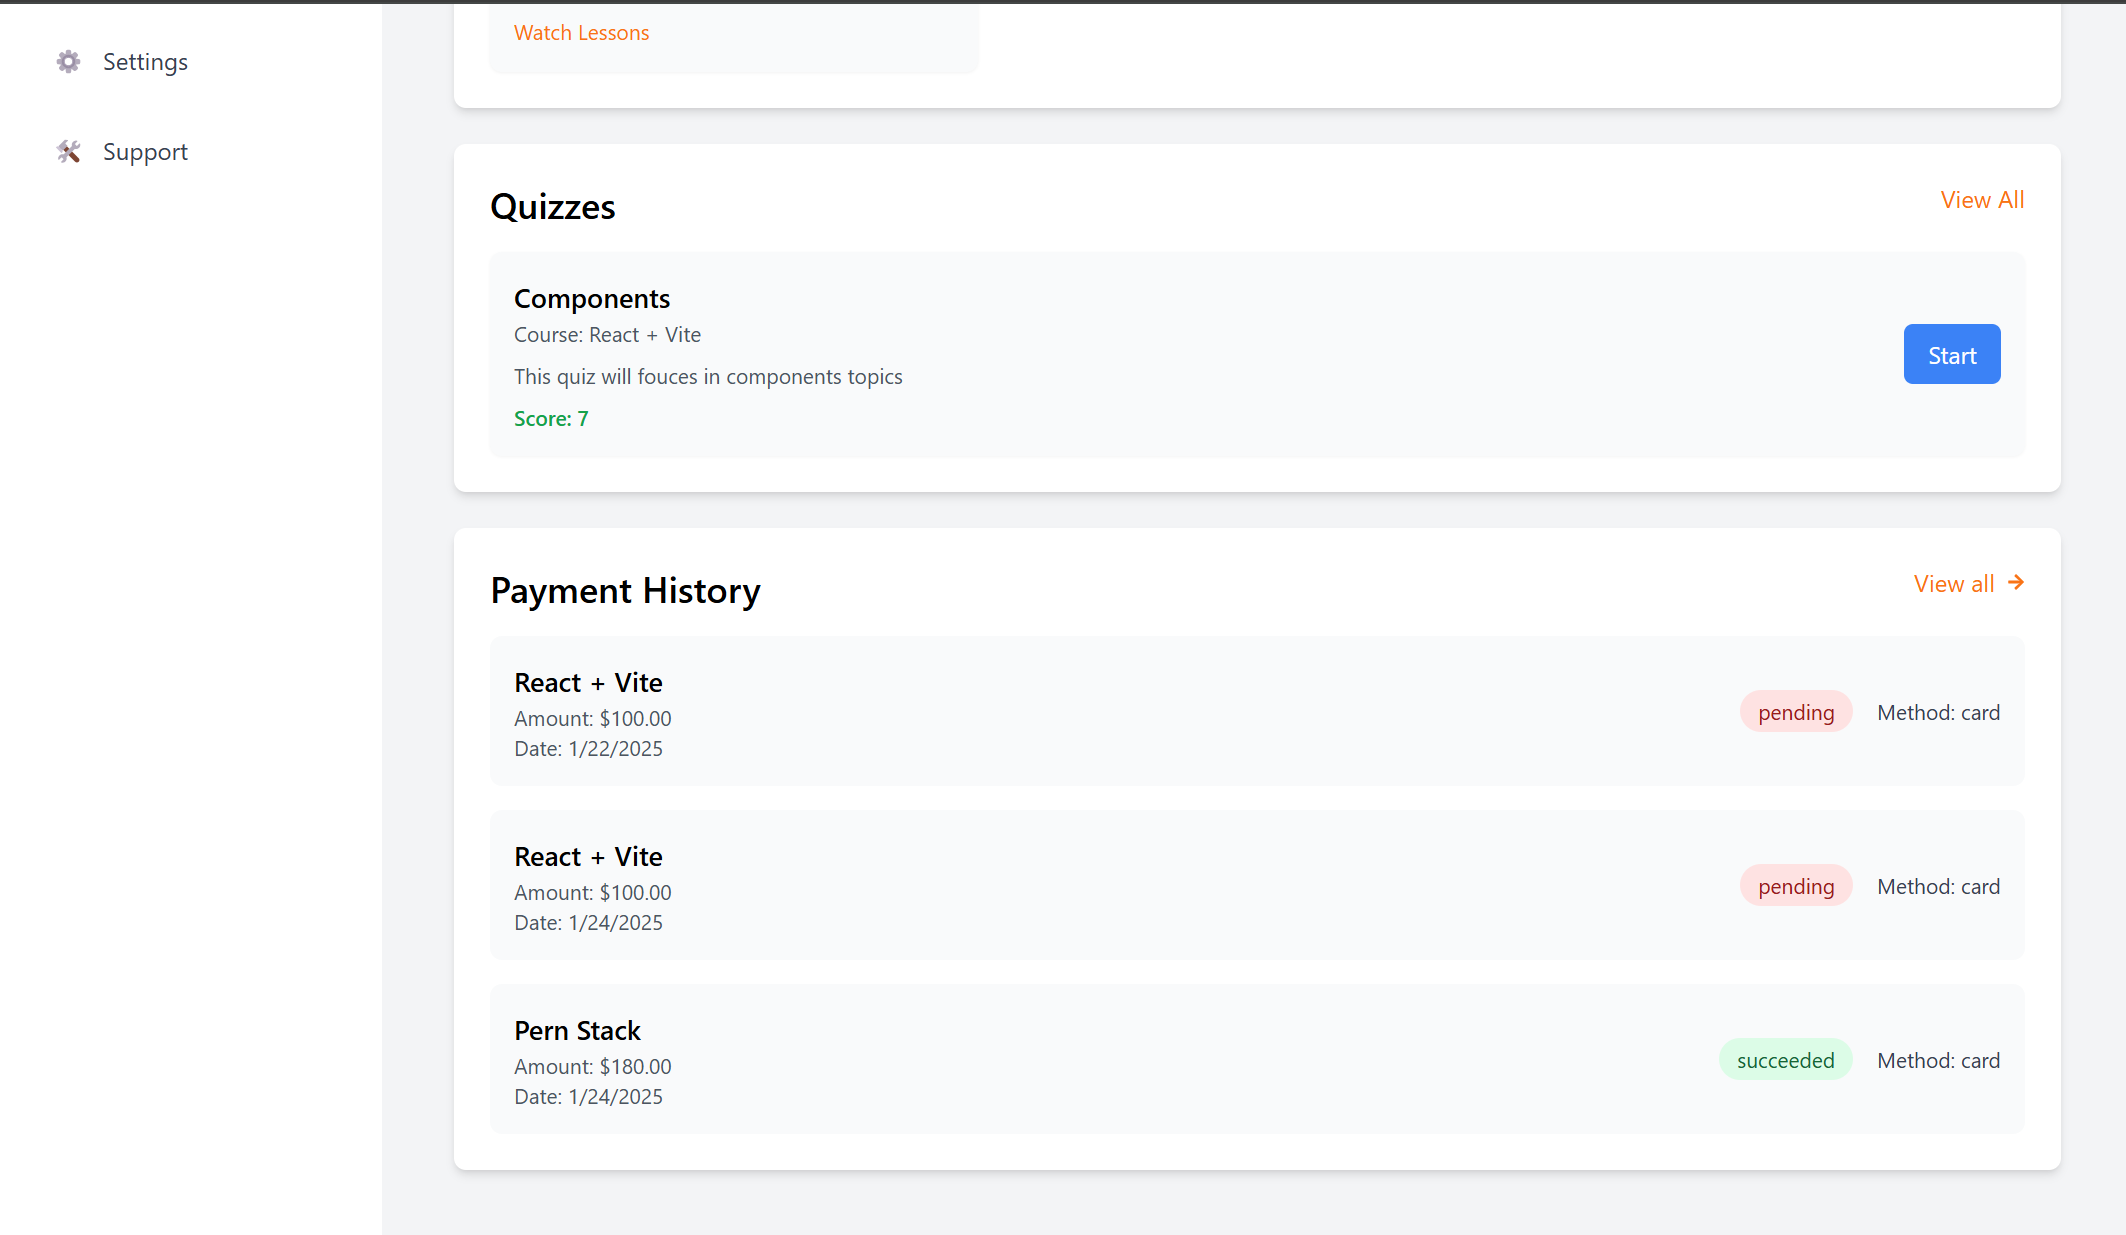 Settings
Support
Watch Lessons
Quizzes
View All
Components
Course: React + Vite
This quiz will fouces in components topics
Score: 7
Start
Payment History
View all →
React + Vite
Amount: $100.00
Date: 1/22/2025
pending
Method: card
React + Vite
Amount: $100.00
Date: 1/24/2025
pending
Method: card
Pern Stack
Amount: $180.00
Date: 1/24/2025
succeeded
Method: card